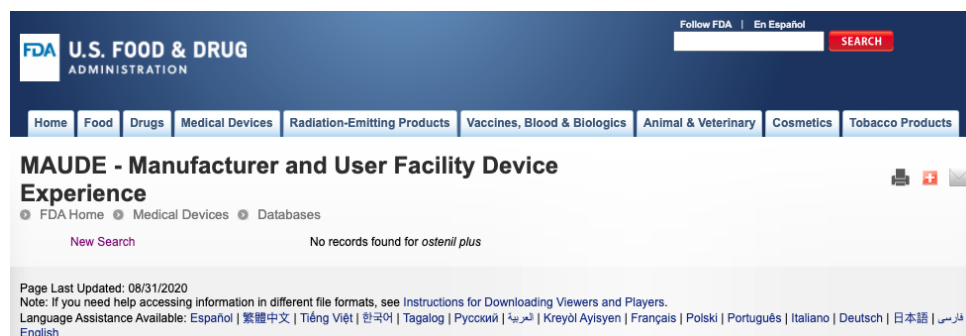 Follow FDA | En Español
FDA U.S. FOOD & DRUG
ADMINISTRATION
SEARCH
Home Food Drugs Medical Devices Radiation-Emitting Products Vaccines, Blood & Biologics Animal & Veterinary Cosmetics Tobacco Products
MAUDE - Manufacturer and User Facility Device
Experience
FDA Home Medical Devices Databases
New Search No records found for ostenil plus
Page Last Updated: 08/31/2020
Note: If you need help accessing information in different file formats, see Instructions for Downloading Viewers and Players.
Language Assistance Available: Español | 繁體中文 | Tiếng Việt | 한국어 | Tagalog | Русский | العربية | Kreyòl Ayisyen | Français | Polski | Português | Italiano | Deutsch | 日本語 | فارسی |
English